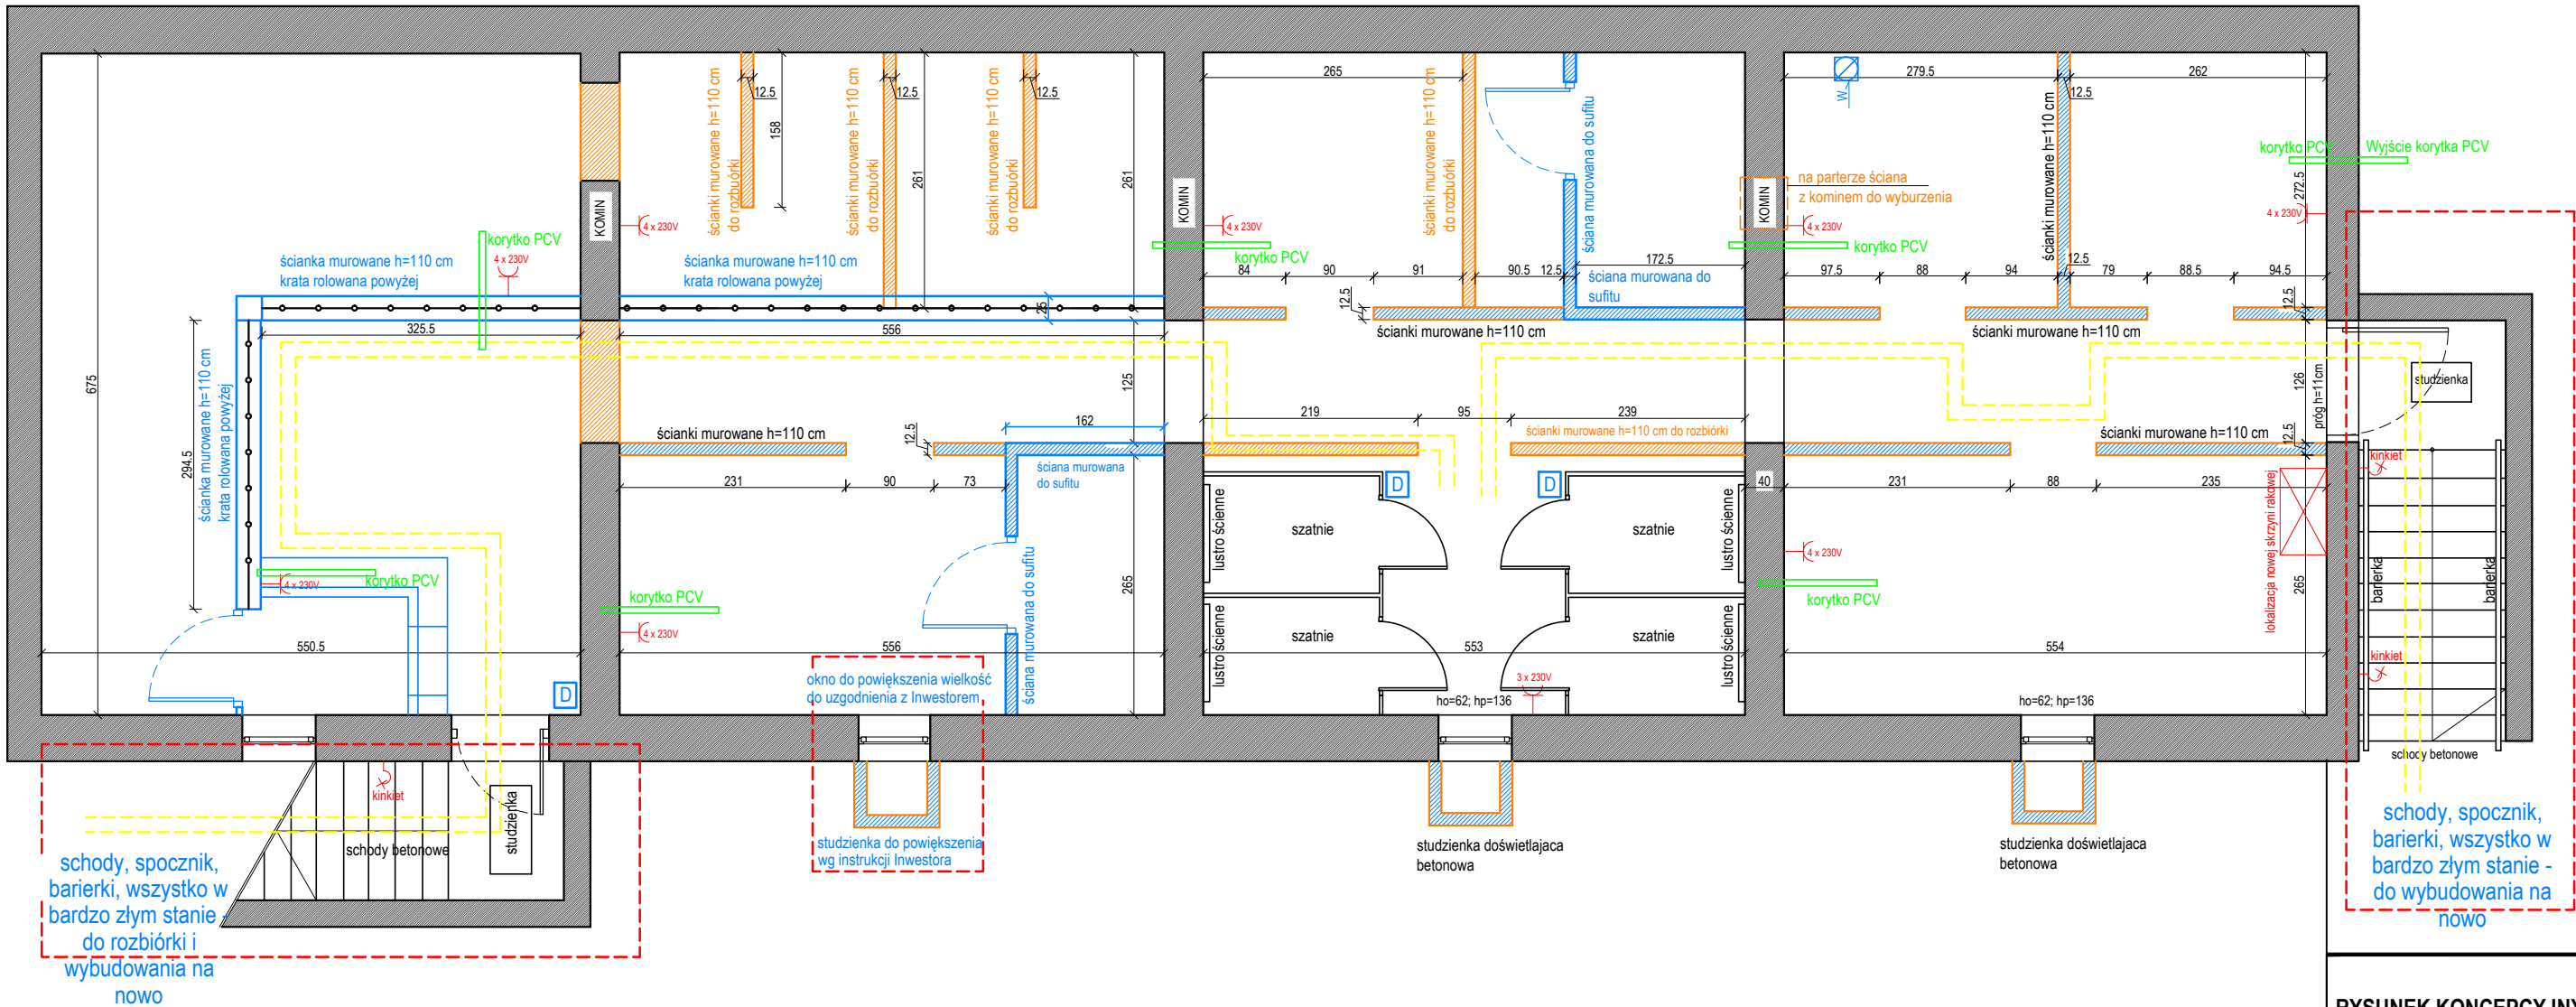 675
KOMIN
ścianki murowane h=110 cm
do rozbuórki
12.5
158
ścianki murowane h=110 cm
do rozbuórki
12.5
261
ścianki murowane h=110 cm
do rozbuórki
12.5
261
4 x 230V
korytko PCV
4 x 230V
ścianka murowane h=110 cm
krata rolowana powyżej
ścianka murowane h=110 cm
krata rolowana powyżej
25
325.5
556
125
294.5
ścianka murowane h=110 cm
krata rolowana powyżej
ścianki murowane h=110 cm
12.5
162
ściana murowana
do sufitu
231
90
73
korytko PCV
4 x 230V
korytko PCV
4 x 230V
ściana murowana do sufitu
265
550.5
556
D
okno do powiększenia wielkość
do uzgodnienia z Inwestorem
studzienka do powiększenia
wg instrukcji Inwestora
kinkiet
schody betonowe
studzienka
schody, spocznik,
barierki, wszystko w
bardzo złym stanie -
do rozbiórki i
wybudowania na
nowo
KOMIN
265
ścianki murowane h=110 cm
do rozbuórki
ściana murowana do sufitu
4 x 230V
korytko PCV
84
90
91
90.5
12.5
172.5
ściana murowana do
sufitu
12.5
ścianki murowane h=110 cm
219
95
239
ścianki murowane h=110 cm do rozbiórki
D
D
lustro ścienne
szatnie
szatnie
lustro ścienne
lustro ścienne
szatnie
szatnie
lustro ścienne
553
3 x 230V
ho=62; hp=136
studzienka doświetlajaca
betonowa
KOMIN
W
279.5
262
12.5
ścianki murowane h=110 cm
na parterze ściana
z kominem do wyburzenia
4 x 230V
korytko PCV
korytko PCV
Wyjście korytka PCV
272.5
4 x 230V
97.5
88
94
12.5
79
88.5
94.5
12.5
ścianki murowane h=110 cm
126
próg h=11cm
studzienka
ścianki murowane h=110 cm
12.5
40
231
88
235
4 x 230V
korytko PCV
lokalizacja nowej skrzyni rakowej
265
kinkiet
barierka
barierka
kinkiet
554
ho=62; hp=136
schody betonowe
studzienka doświetlajaca
betonowa
schody, spocznik,
barierki, wszystko w
bardzo złym stanie -
do wybudowania na
nowo